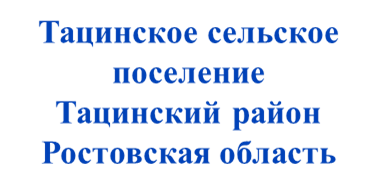 Тацинское сельское
поселение
Тацинский район
Ростовская область